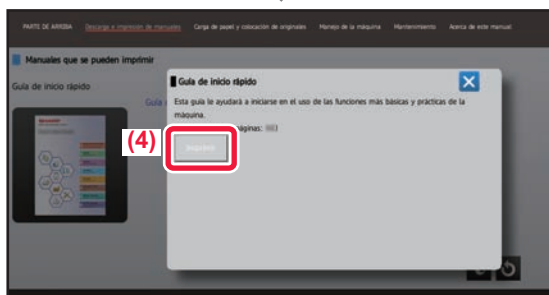 PARTE DE ARRIBA Descarga e impresión de manuales Carga de papel y colocación de originales Manejo de la máquina Mantenimiento Acerca de este manual
Manuales que se pueden imprimir
Guía de inicio rápido
Guía de inicio rápido
Esta guía le ayudará a iniciarse en el uso de las funciones más básicas y prácticas de la
máquina.
páginas:
(4)
Imprimir